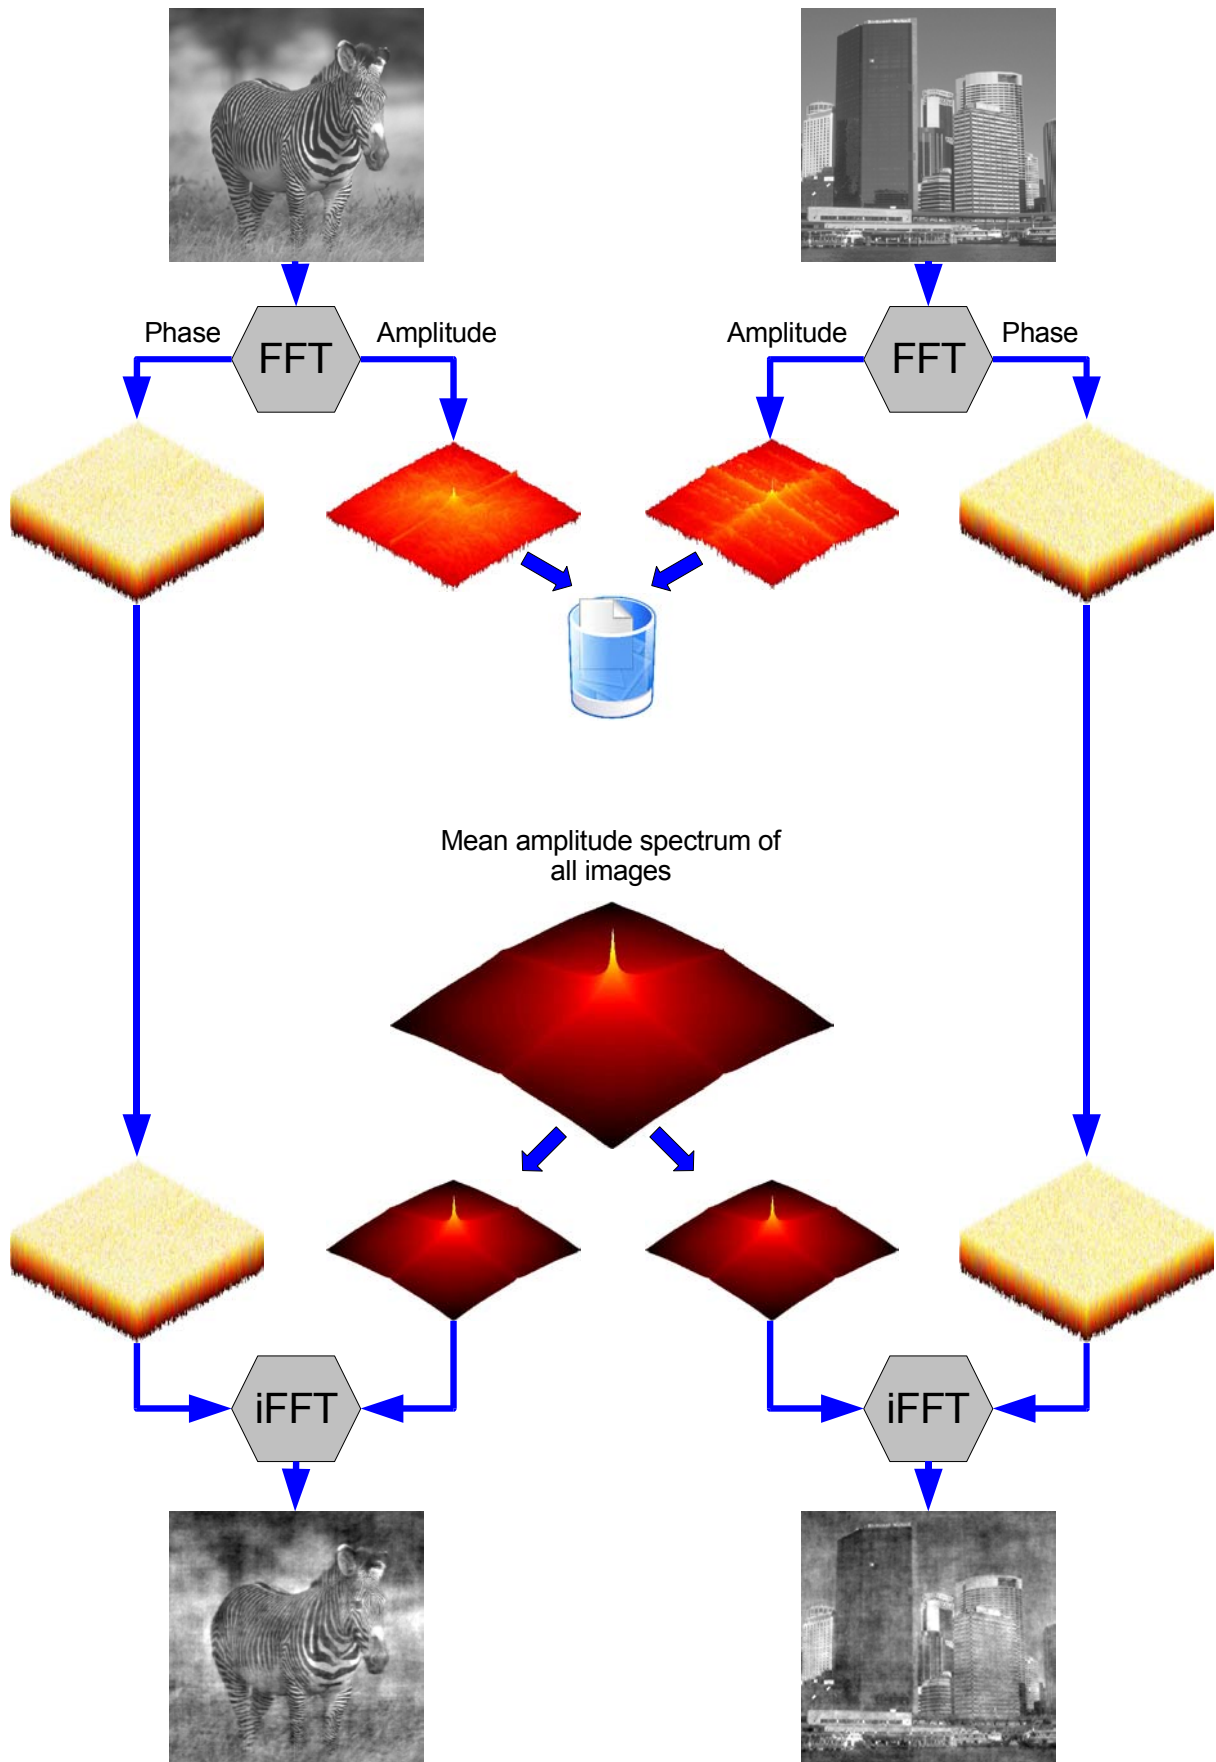 Phase
FFT
Amplitude
Amplitude
FFT
Phase
Mean amplitude spectrum of
all images
iFFT
iFFT